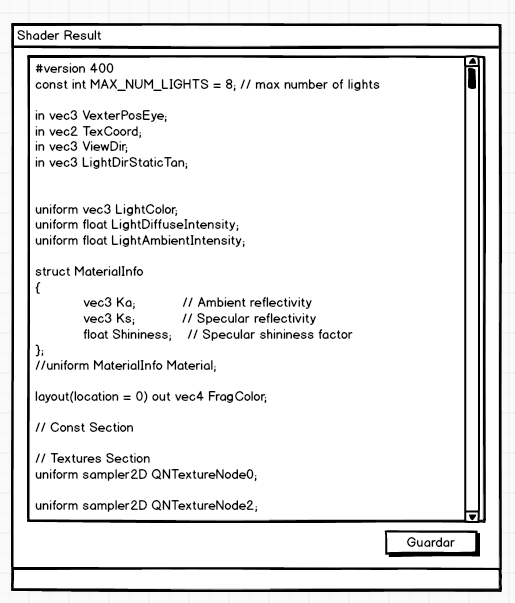 Shader Result
#version 400
const int MAX_NUM_LIGHTS = 8; // max number of lights
in vec3 VexterPosEye;
in vec2 TexCoord;
in vec3 ViewDir;
in vec3 LightDirStaticTan;
uniform vec3 LightColor;
uniform float LightDiffuseIntensity;
uniform float LightAmbientIntensity;
struct MaterialInfo
{
vec3 Ka; // Ambient reflectivity
vec3 Ks; // Specular reflectivity
float Shininess; // Specular shininess factor
};
//uniform MaterialInfo Material;
layout(location = 0) out vec4 FragColor;
// Const Section
// Textures Section
uniform sampler2D QNTextureNode0;
uniform sampler2D QNTextureNode2;
Guardar